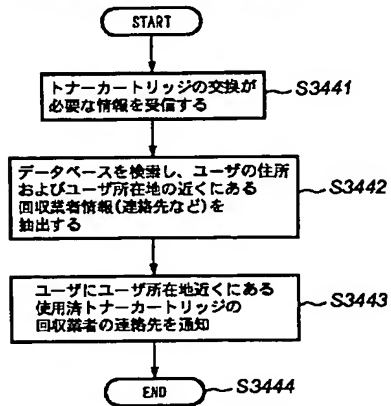 START
トナーカートリッジの交換が
必要な情報を受信する
S3441
データベースを検索し、ユーザの住所
およびユーザ所在地の近くにある
回収業者情報(連絡先など)を
抽出する
S3442
ユーザにユーザ所在地近くにある
使用済トナーカートリッジの
回収業者の連絡先を通知
S3443
END
S3444